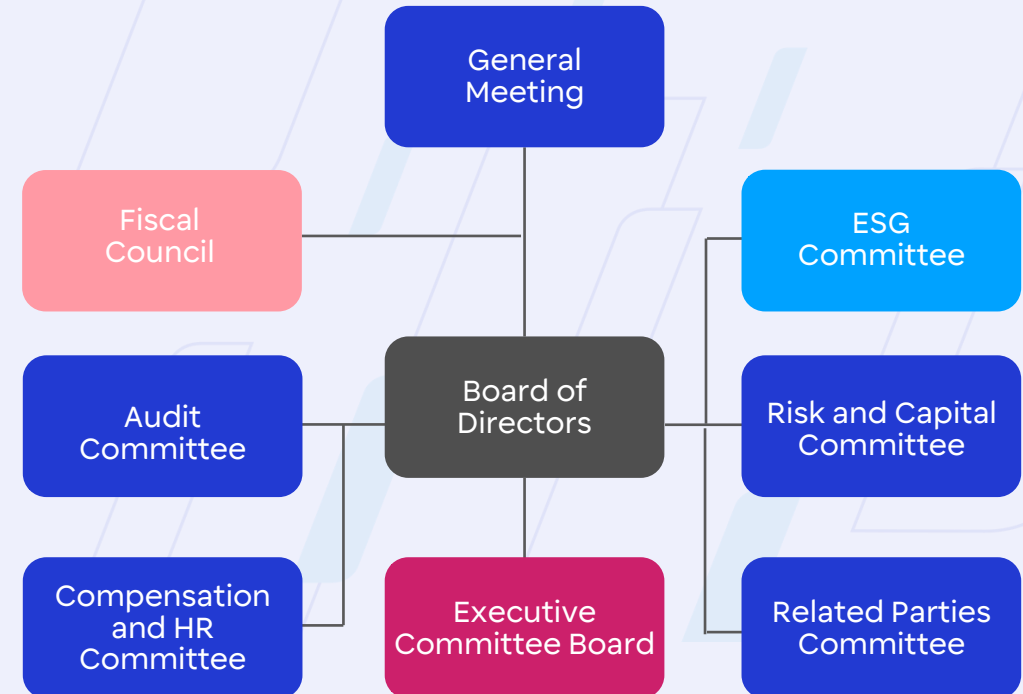 General
Meeting
Fiscal
Council
ESG
Committee
Board of
Directors
Audit
Committee
Risk and Capital
Committee
Compensation
and HR
Committee
Executive
Committee Board
Related Parties
Committee